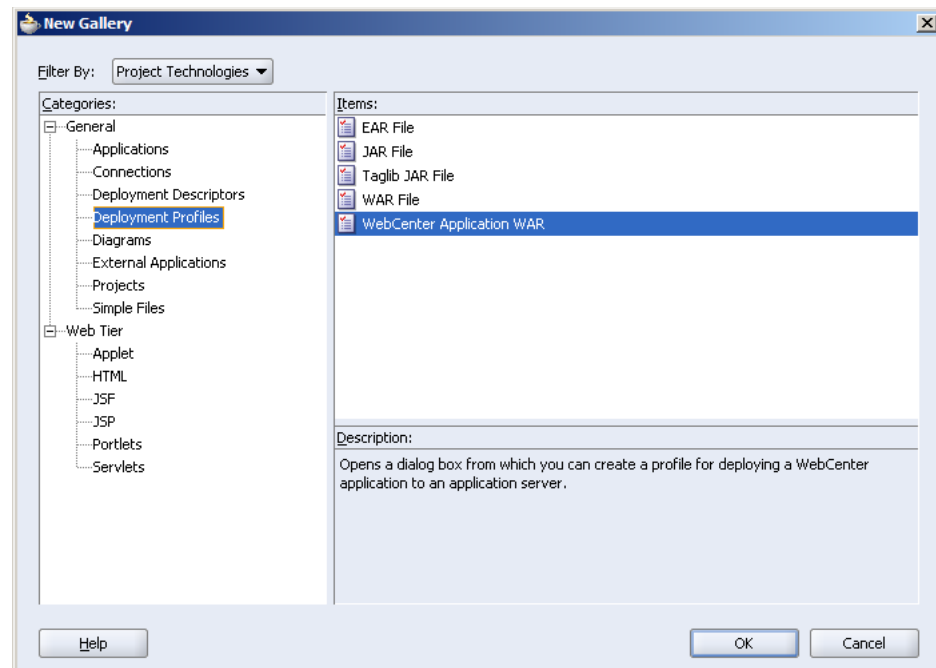 New Gallery
Filter By: Project Technologies
Categories:
General
Applications
Connections
Deployment Descriptors
Deployment Profiles
Diagrams
External Applications
Projects
Simple Files
Web Tier
Applet
HTML
JSF
JSP
Portlets
Servlets
Items:
EAR File
JAR File
Taglib JAR File
WAR File
WebCenter Application WAR
Description:
Opens a dialog box from which you can create a profile for deploying a WebCenter
application to an application server.
Help
OK
Cancel